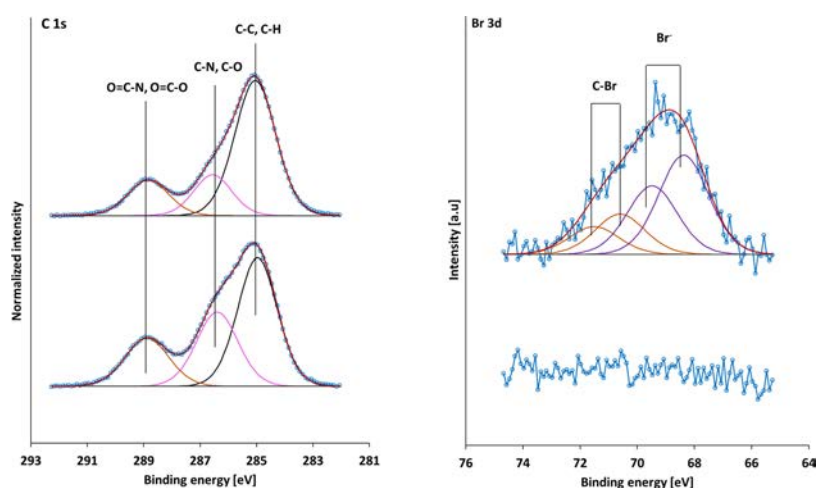 C 1s
C-C, C-H
C-N, C-O
O=C-N, O=C-O
Normalized intensity
293 291 289 287 285 283 281
Binding energy [eV]
Br 3d
Br⁻
C-Br
Intensity [a.u]
76 74 72 70 68 66 64
Binding energy [eV]